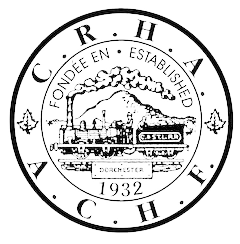 C. R. H. A.
FONDÉE EN · ESTABLISHED
DORCHESTER
1932
A. C. H. F.